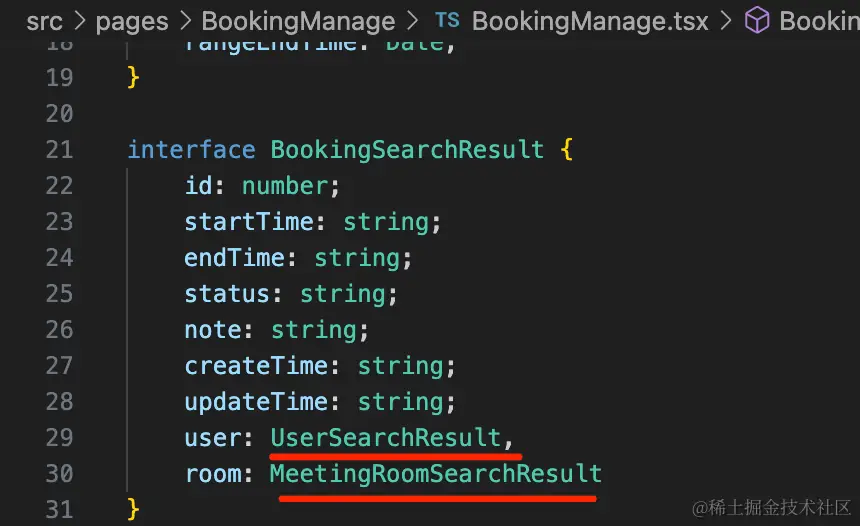 src > pages > BookingManage > TS BookingManage.tsx > Bookin
18 rangeEndTime: Date;
19 }
20
21 interface BookingSearchResult {
22 id: number;
23 startTime: string;
24 endTime: string;
25 status: string;
26 note: string;
27 createTime: string;
28 updateTime: string;
29 user: UserSearchResult,
30 room: MeetingRoomSearchResult
31 }
@稀土掘金技术社区